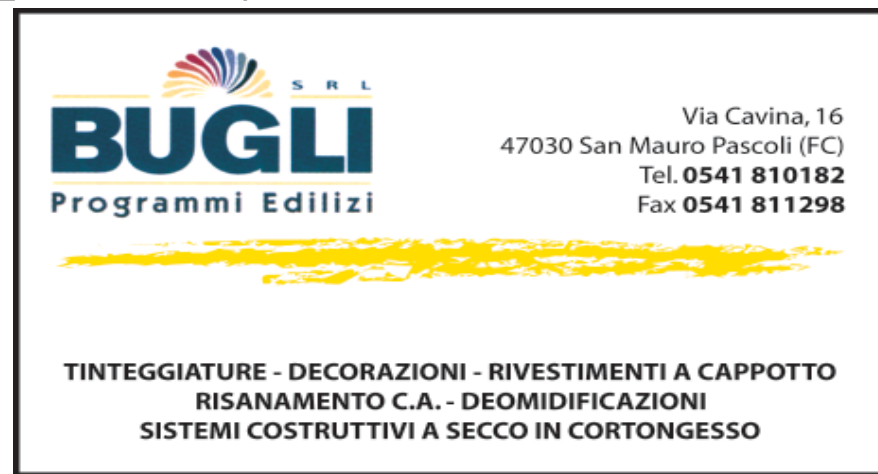 SRL
BUGLI
Programmi Edilizi
Via Cavina, 16
47030 San Mauro Pascoli (FC)
Tel. 0541 810182
Fax 0541 811298
TINTEGGIATURE - DECORAZIONI - RIVESTIMENTI A CAPPOTTO
RISANAMENTO C.A. - DEOMIDIFICAZIONI
SISTEMI COSTRUTTIVI A SECCO IN CORTONGESSO